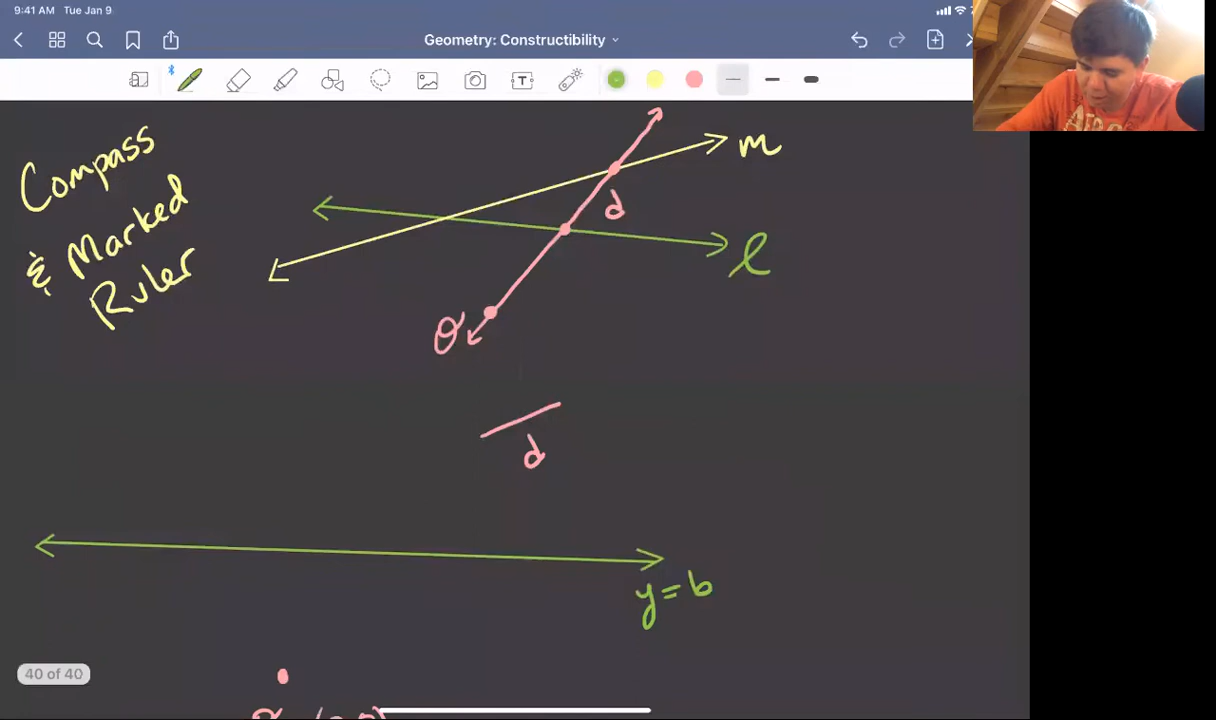 9:41 AM Tue Jan 9
Geometry: Constructibility
T
Compass
& Marked
Ruler
m
d
l
O
d
y = b
40 of 40